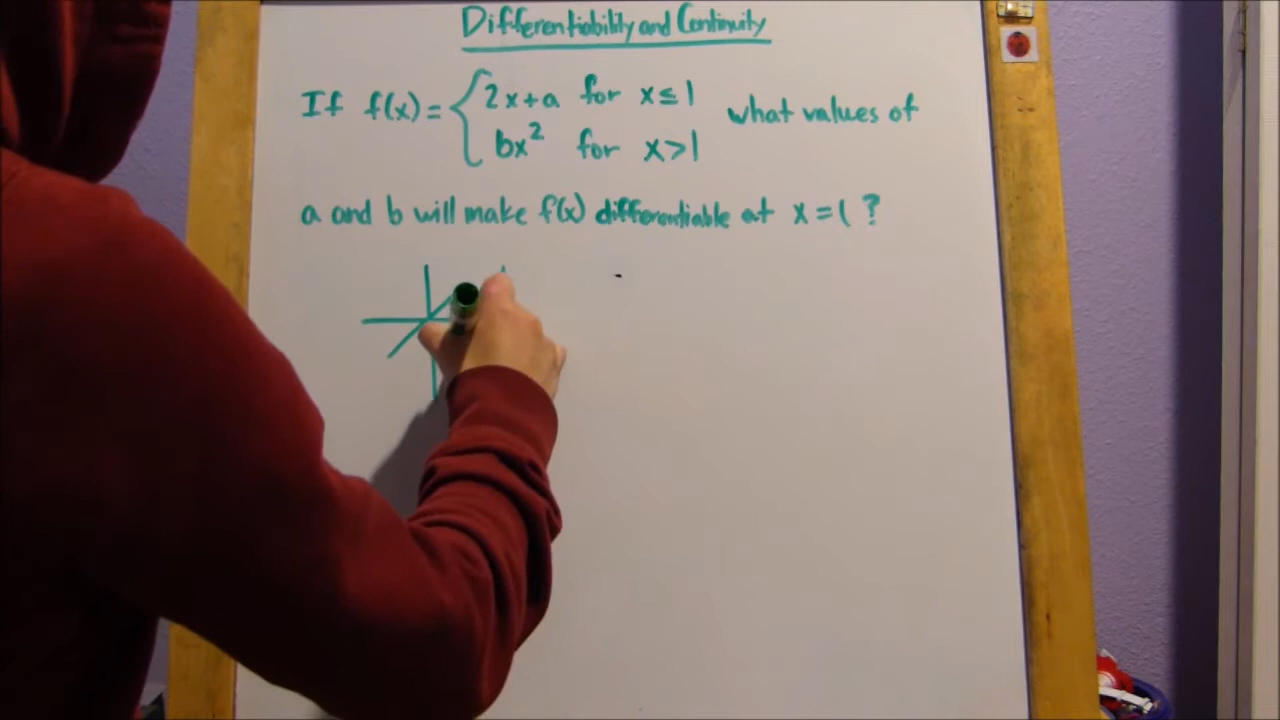 Differentiability and Continuity
If f(x) = { 2x+a for x≤1 what values of
bx² for x>1
a and b will make f(x) differentiable at x=1 ?